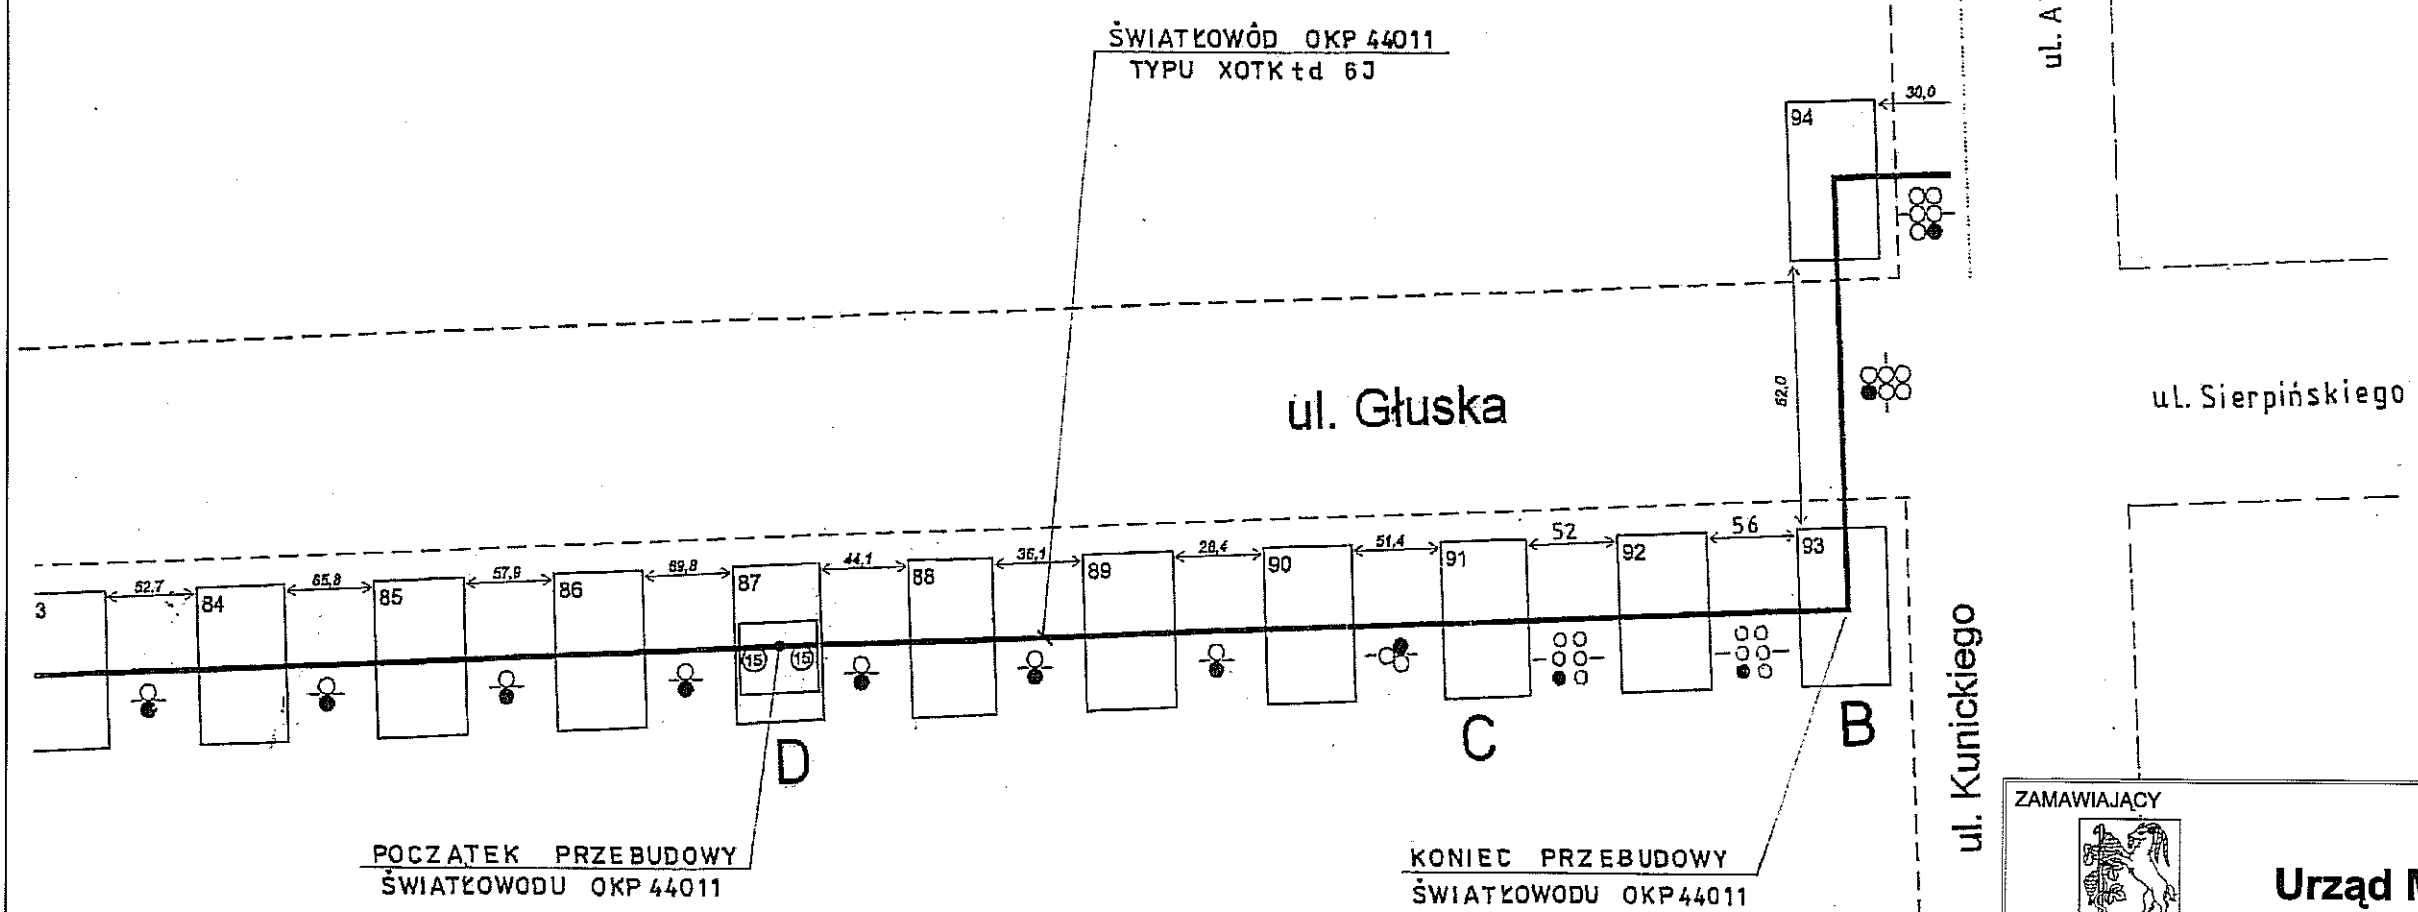 ŚWIATŁOWÓD OKP 44011
TYPU XOTKtd 6J
ul. A
30,0
94
62,0
ul. Głuska
ul. Sierpińskiego
3
62,7
84
65,8
85
57,9
86
69,8
87
44,1
88
36,1
89
28,4
90
51,4
91
52
92
56
93
15
15
D
C
B
ul. Kunickiego
POCZĄTEK PRZEBUDOWY
ŚWIATŁOWODU OKP 44011
KONIEC PRZEBUDOWY
ŚWIATŁOWODU OKP44011
ZAMAWIAJĄCY
Urząd M